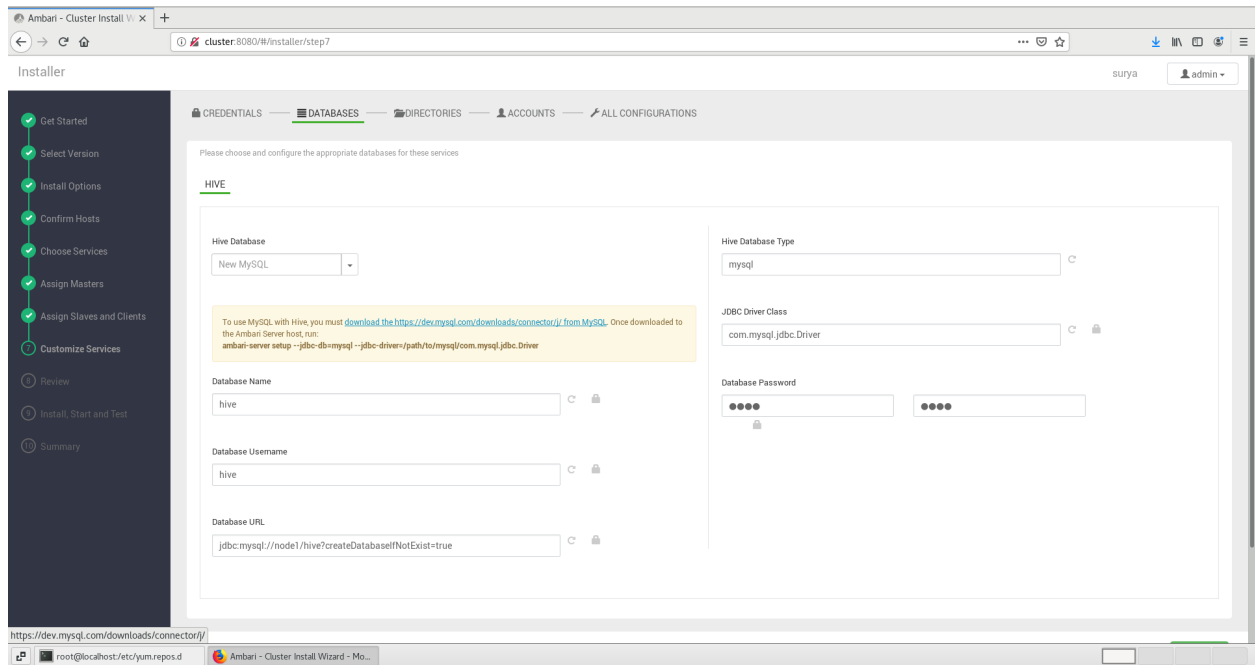 Ambari - Cluster Install W
cluster:8080/#/installer/step7
Installer
surya
admin
Get Started
Select Version
Install Options
Confirm Hosts
Choose Services
Assign Masters
Assign Slaves and Clients
7 Customize Services
8 Review
9 Install, Start and Test
10 Summary
CREDENTIALS DATABASES DIRECTORIES ACCOUNTS ALL CONFIGURATIONS
Please choose and configure the appropriate databases for these services
HIVE
Hive Database
New MySQL
To use MySQL with Hive, you must download the https://dev.mysql.com/downloads/connector/j/ from MySQL. Once downloaded to
the Ambari Server host, run:
ambari-server setup --jdbc-db=mysql --jdbc-driver=/path/to/mysql/com.mysql.jdbc.Driver
Database Name
hive
Database Username
hive
Database URL
jdbc:mysql://node1/hive?createDatabaseIfNotExist=true
Hive Database Type
mysql
JDBC Driver Class
com.mysql.jdbc.Driver
Database Password
https://dev.mysql.com/downloads/connector/j/
root@localhost:/etc/yum.repos.d
Ambari - Cluster Install Wizard - Mo...